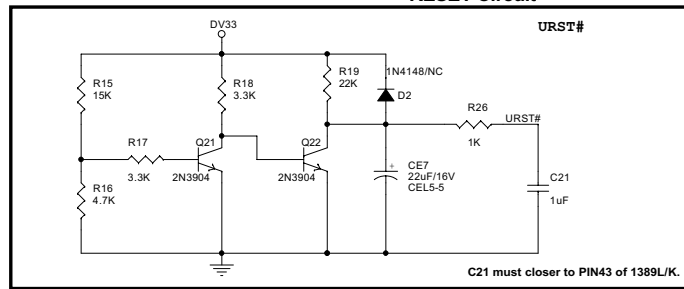 RESET Circuit
DV33
URST#
R15
15K
R18
3.3K
R19
22K
1N4148/NC
D2
R26
URST#
1K
R17
3.3K
Q21
2N3904
Q22
2N3904
CE7
22uF/16V
CEL5-5
R16
4.7K
C21
1uF
C21 must closer to PIN43 of 1389L/K.